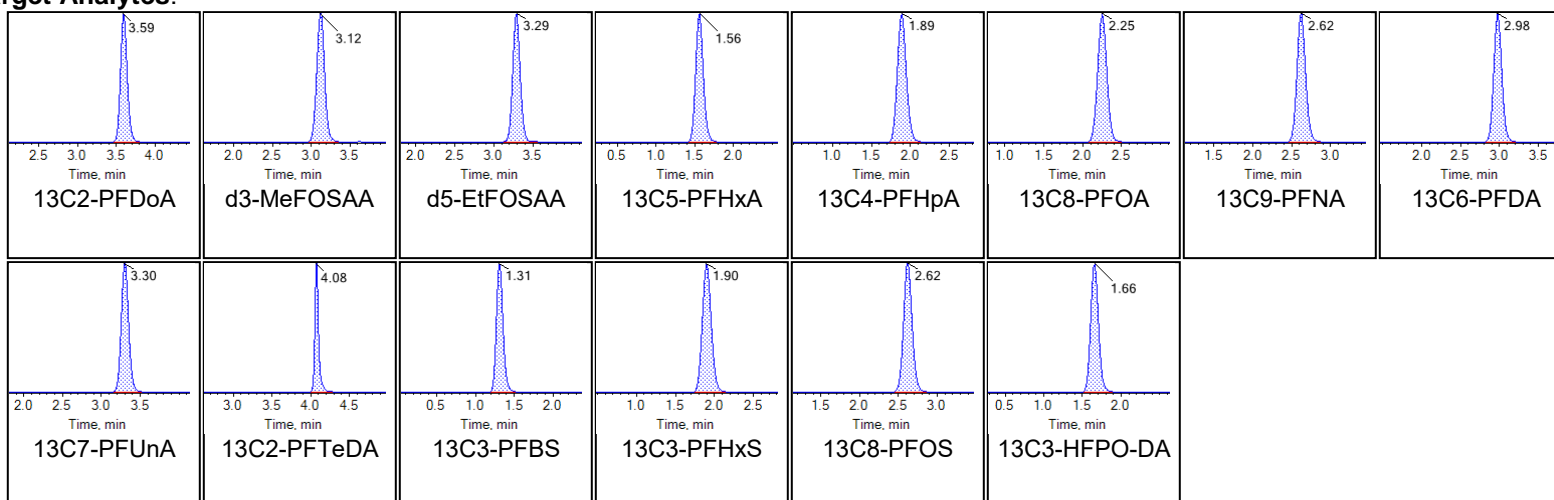 arget Analytes:
3.59
2.5 3.0 3.5 4.0
Time, min
13C2-PFDoA
3.12
2.0 2.5 3.0 3.5
Time, min
d3-MeFOSAA
3.29
2.0 2.5 3.0 3.5
Time, min
d5-EtFOSAA
1.56
0.5 1.0 1.5 2.0
Time, min
13C5-PFHxA
1.89
1.0 1.5 2.0 2.5
Time, min
13C4-PFHpA
2.25
1.0 1.5 2.0 2.5
Time, min
13C8-PFOA
2.62
1.5 2.0 2.5 3.0
Time, min
13C9-PFNA
2.98
2.0 2.5 3.0 3.5
Time, min
13C6-PFDA
3.30
2.0 2.5 3.0 3.5
Time, min
13C7-PFUnA
4.08
3.0 3.5 4.0 4.5
Time, min
13C2-PFTeDA
1.31
0.5 1.0 1.5 2.0
Time, min
13C3-PFBS
1.90
1.0 1.5 2.0 2.5
Time, min
13C3-PFHxS
2.62
1.5 2.0 2.5 3.0
Time, min
13C8-PFOS
1.66
0.5 1.0 1.5 2.0
Time, min
13C3-HFPO-DA